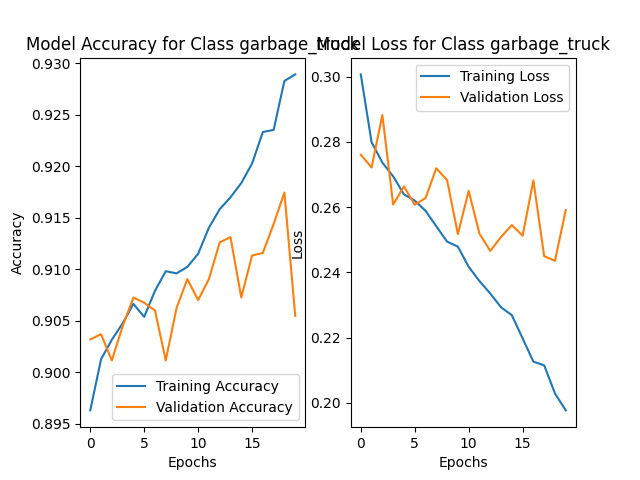 Model Accuracy for Class garbage_truck
0.930
0.925
0.920
0.915
0.910
0.905
0.900
0.895
Accuracy
Training Accuracy
Validation Accuracy
0 5 10 15
Epochs
Model Loss for Class garbage_truck
Training Loss
Validation Loss
0.30
0.28
0.26
0.24
0.22
0.20
Loss
0 5 10 15
Epochs